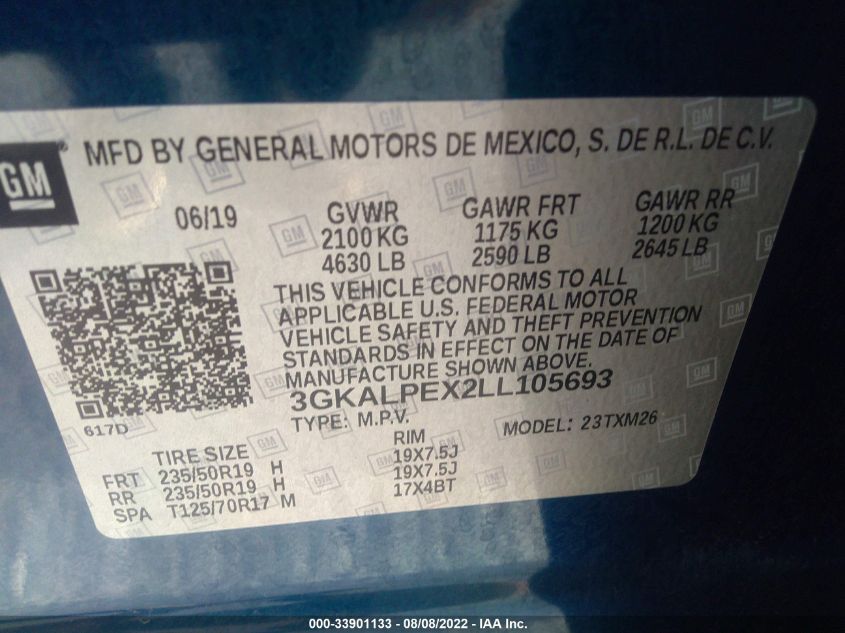 GM
MFD BY GENERAL MOTORS DE MEXICO, S. DE R.L. DE C.V.
06/19 GVWR GAWR FRT GAWR RR
2100 KG 1175 KG 1200 KG
4630 LB 2590 LB 2645 LB
THIS VEHICLE CONFORMS TO ALL
APPLICABLE U.S. FEDERAL MOTOR
VEHICLE SAFETY AND THEFT PREVENTION
STANDARDS IN EFFECT ON THE DATE OF
MANUFACTURE SHOWN ABOVE.
3GKALPEX2LL105693
617D TYPE: M.P.V. MODEL: 23TXM26
TIRE SIZE RIM
FRT 235/50R19 H 19X7.5J
RR 235/50R19 H 19X7.5J
SPA T125/70R17 M 17X4BT
000-33901133 - 08/08/2022 - IAA Inc.